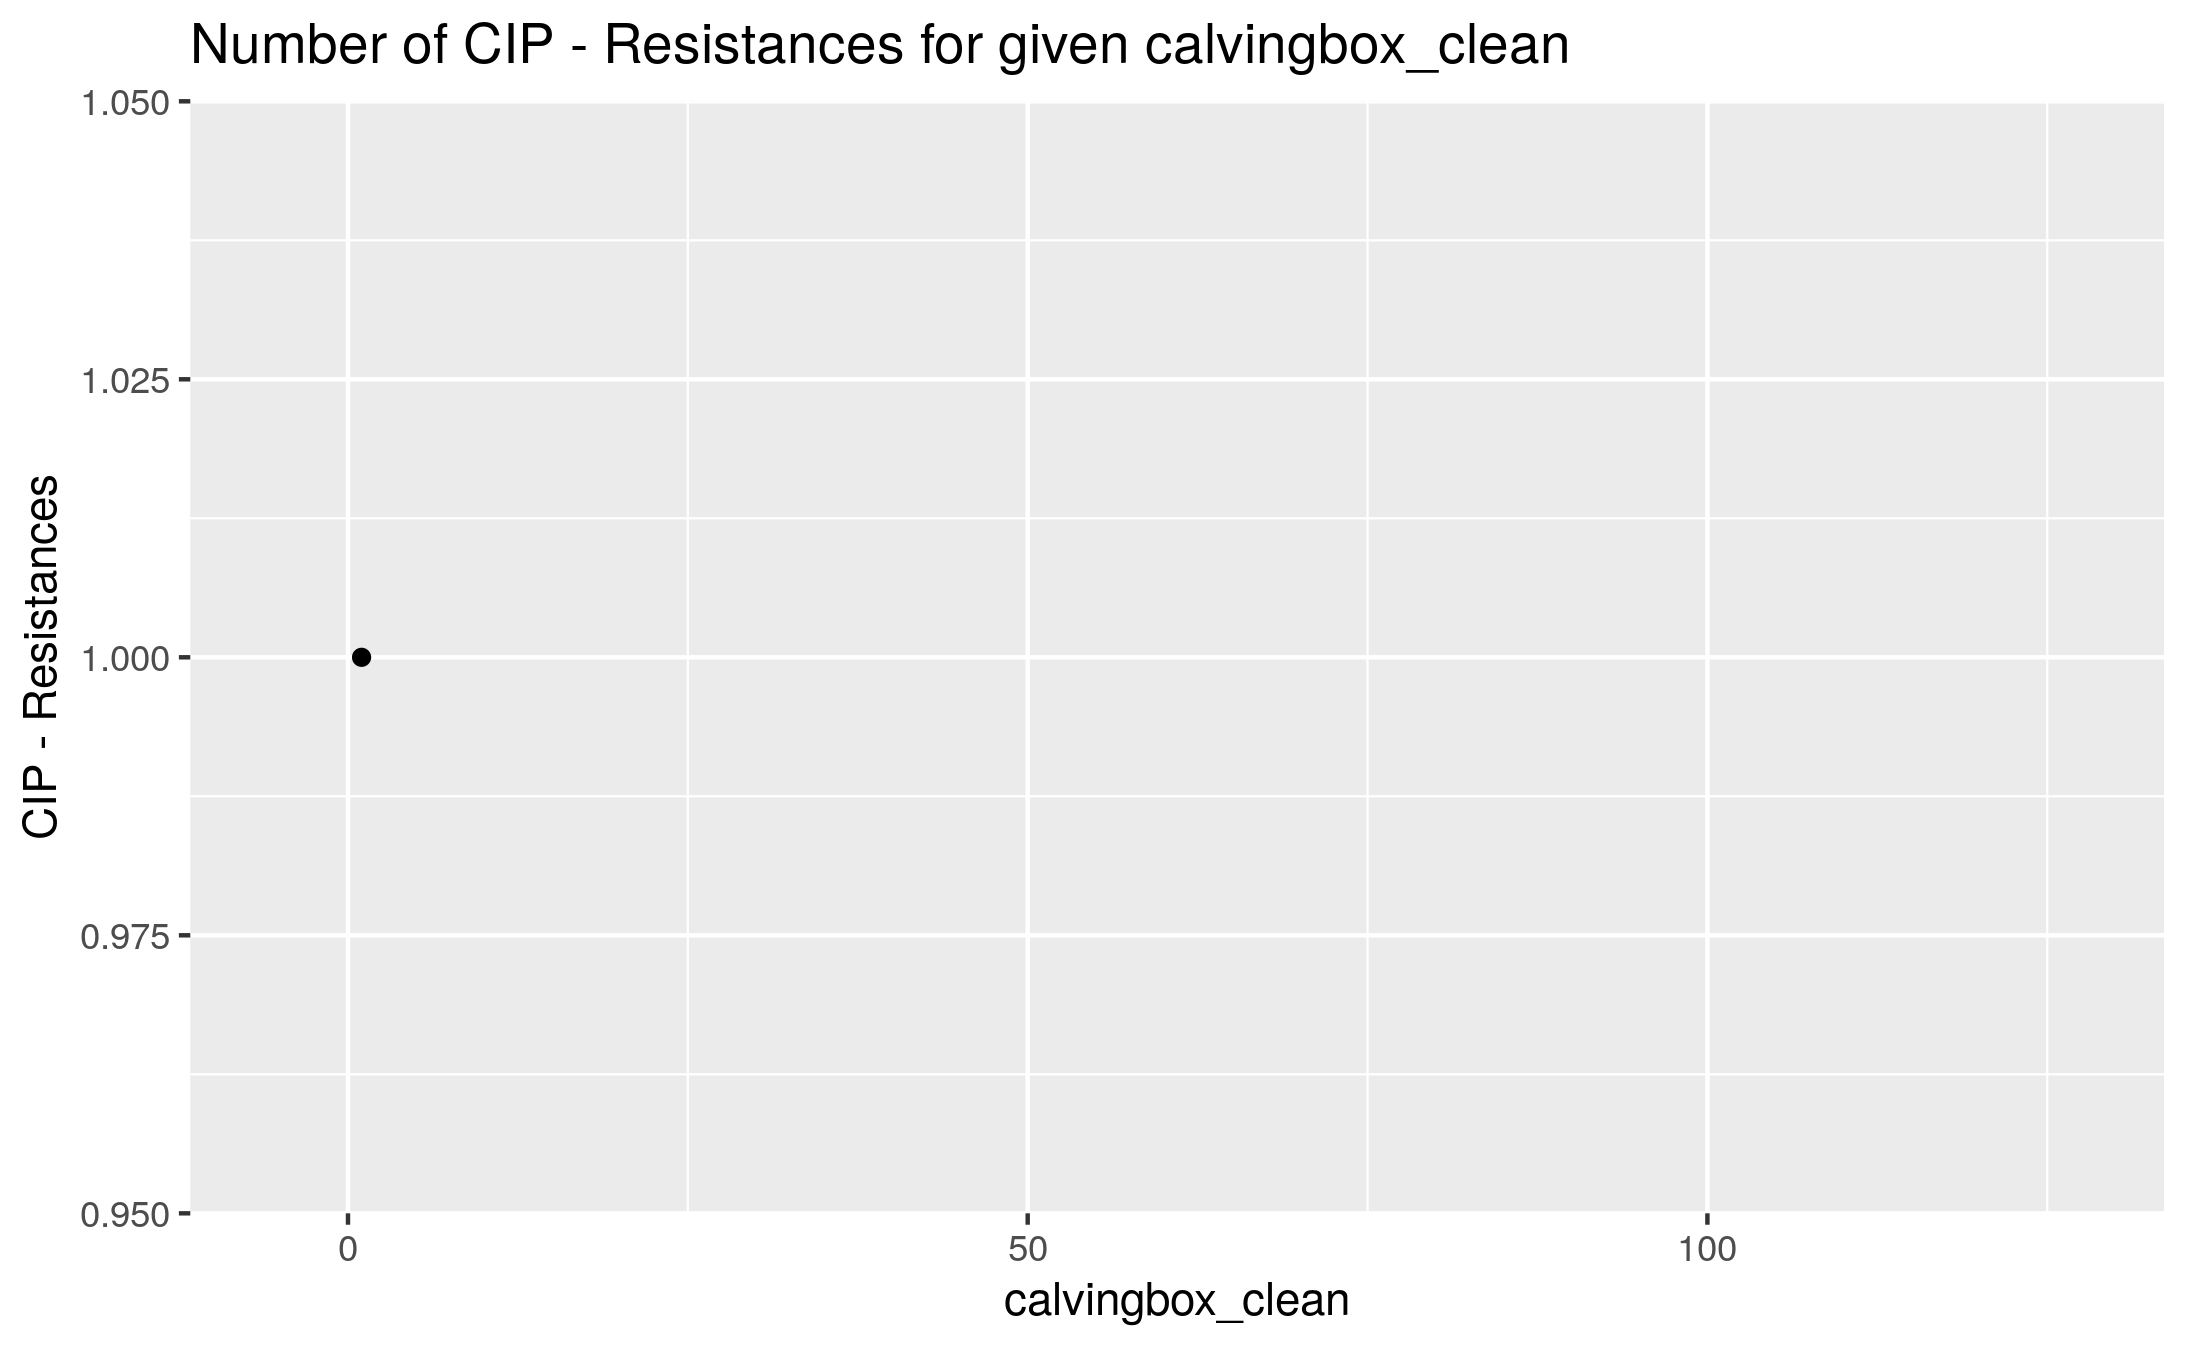 Number of CIP - Resistances for given calvingbox_clean
1.050
1.025
1.000
0.975
0.950
CIP - Resistances
0
50
100
calvingbox_clean